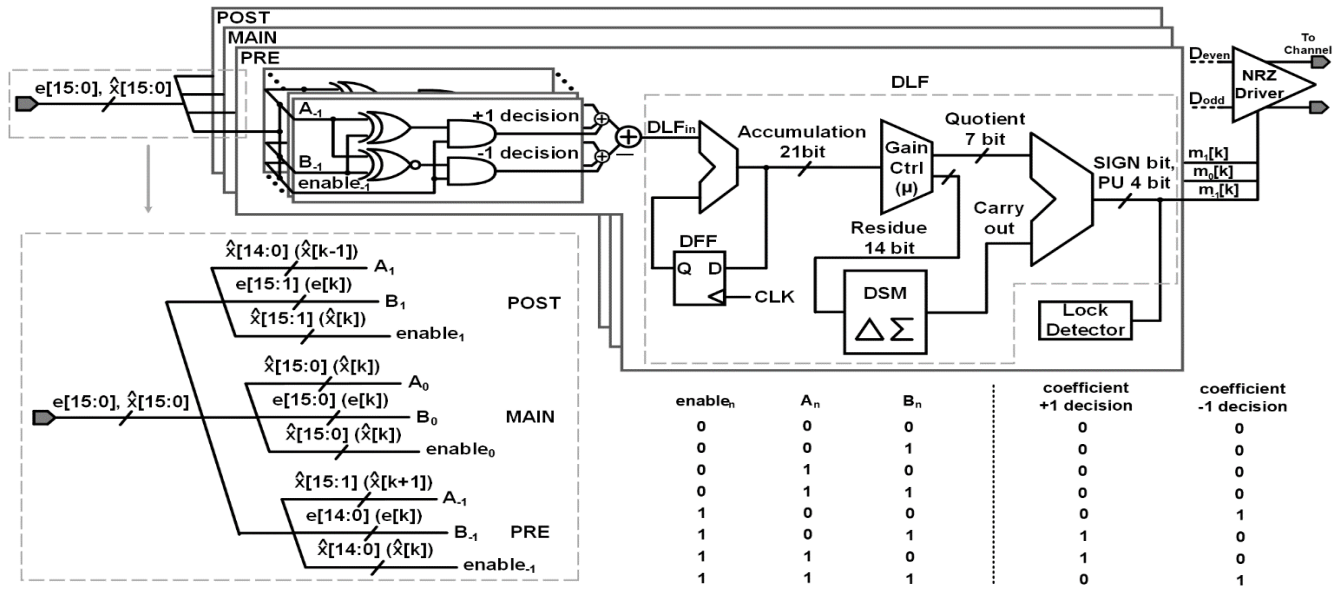 POST
MAIN
PRE
e[15:0], x̂[15:0]
A-1
B-1
enable-1
+1 decision
-1 decision
+
+
+
−
DLFin
DLF
Accumulation
21bit
DFF
Q D
CLK
Gain
Ctrl
(μ)
Quotient
7 bit
Residue
14 bit
DSM
Δ Σ
Carry
out
SIGN bit,
PU 4 bit
Lock
Detector
Deven
Dodd
NRZ
Driver
To
Channel
m1[k]
m0[k]
m-1[k]
e[15:0], x̂[15:0]
x̂[14:0] (x̂[k-1])
A1
e[15:1] (e[k])
B1
POST
x̂[15:1] (x̂[k])
enable1
x̂[15:0] (x̂[k])
A0
e[15:0] (e[k])
B0
MAIN
x̂[15:0] (x̂[k])
enable0
x̂[15:1] (x̂[k+1])
A-1
e[14:0] (e[k])
B-1
PRE
x̂[14:0] (x̂[k])
enable-1
enablen An Bn coefficient +1 decision coefficient -1 decision
0 0 0 0 0
0 0 1 0 0
0 1 0 0 0
0 1 1 0 0
1 0 0 0 1
1 0 1 1 0
1 1 0 1 0
1 1 1 0 1